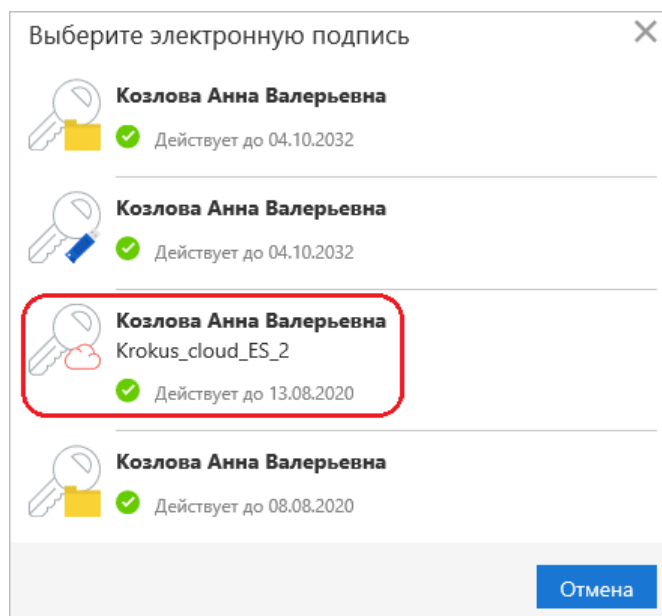 Выберите электронную подпись
Козлова Анна Валерьевна
Действует до 04.10.2032
Козлова Анна Валерьевна
Действует до 04.10.2032
Козлова Анна Валерьевна
Krokus_cloud_ES_2
Действует до 13.08.2020
Козлова Анна Валерьевна
Действует до 08.08.2020
Отмена